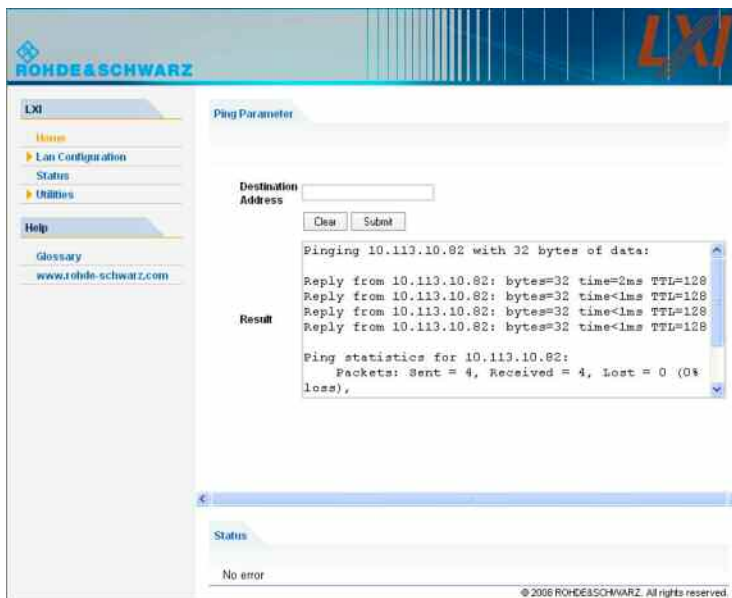 ROHDE&SCHWARZ
LXI
LXI
Home
Lan Configuration
Status
Utilities
Help
Glossary
www.rohde-schwarz.com
Ping Parameter
Destination
Address
Clear Submit
Result
Pinging 10.113.10.82 with 32 bytes of data:
Reply from 10.113.10.82: bytes=32 time=2ms TTL=128
Reply from 10.113.10.82: bytes=32 time<1ms TTL=128
Reply from 10.113.10.82: bytes=32 time<1ms TTL=128
Reply from 10.113.10.82: bytes=32 time<1ms TTL=128
Ping statistics for 10.113.10.82:
Packets: Sent = 4, Received = 4, Lost = 0 (0%
loss),
Status
No error
© 2006 ROHDE&SCHWARZ. All rights reserved.